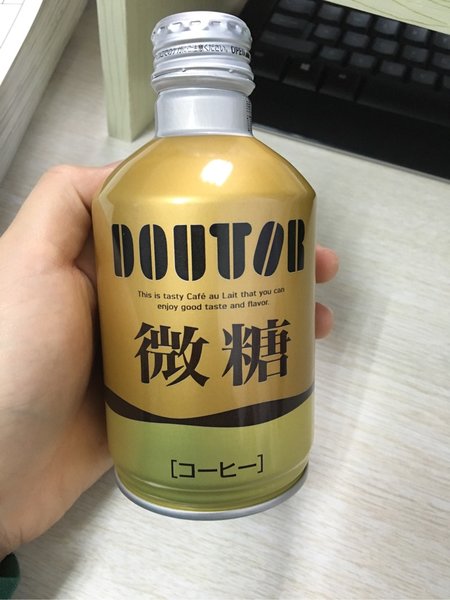 DOUTOR
This is tasty Café au Lait that you can
enjoy good taste and flavor.
微糖
[コーヒー]